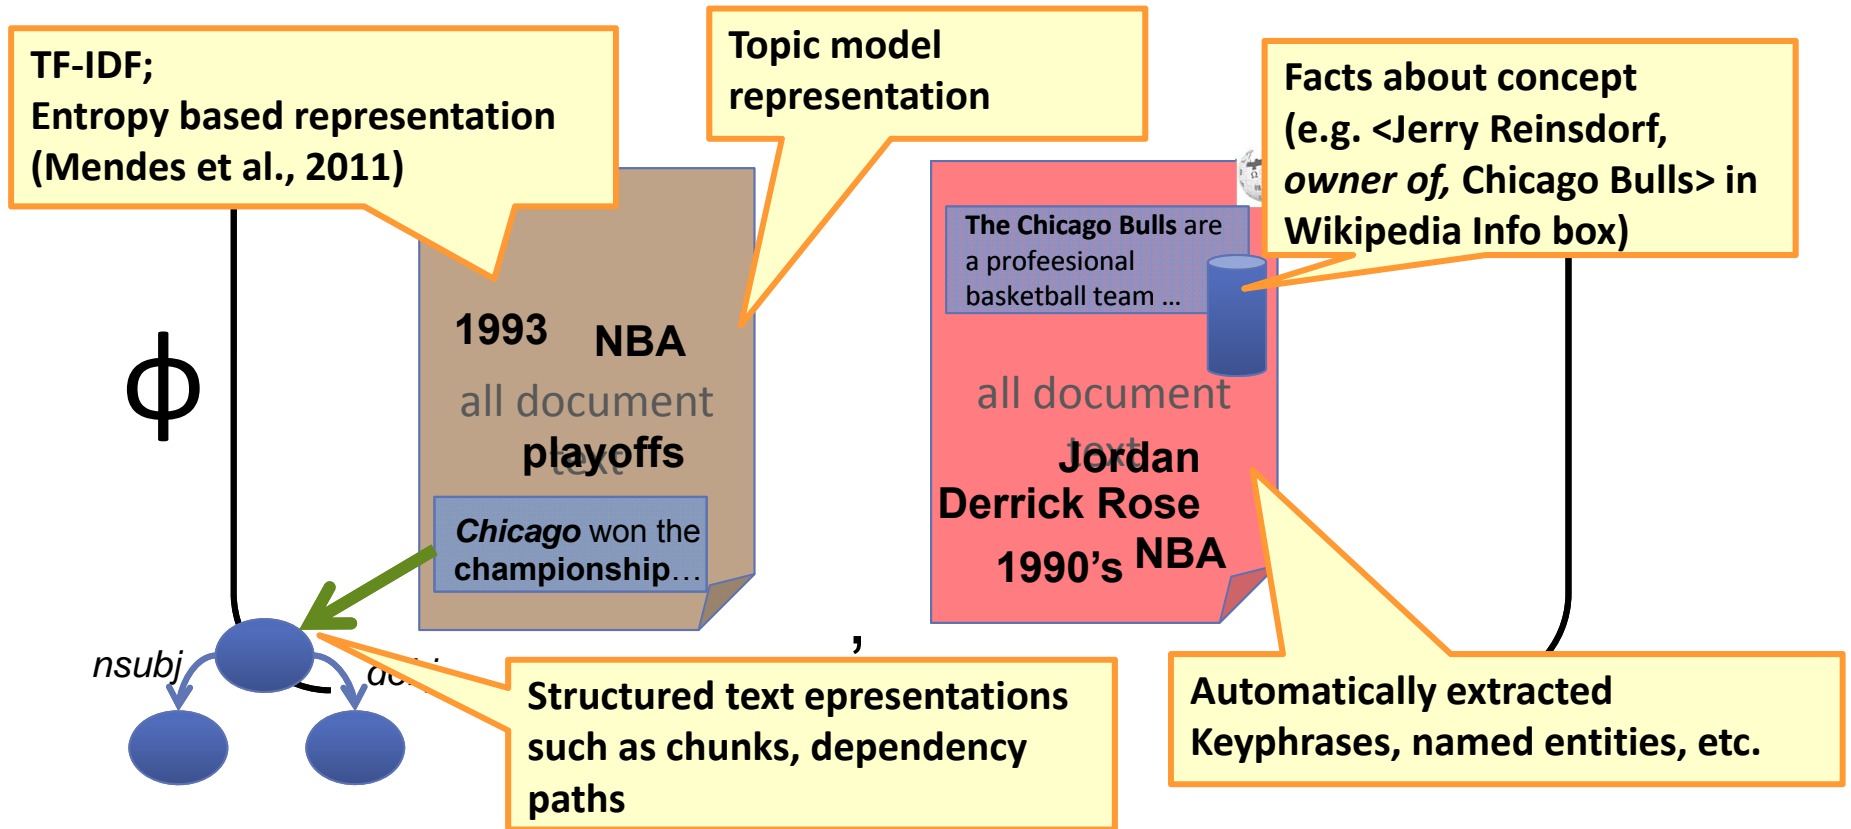 TF-IDF;
Entropy based representation
(Mendes et al., 2011)
Topic model
representation
Facts about concept
(e.g. <Jerry Reinsdorf,
owner of, Chicago Bulls> in
Wikipedia Info box)
The Chicago Bulls are
a profeesional
basketball team ...
ϕ
1993
NBA
all document
text
playoffs
Chicago won the
championship…
all document
text
Jordan
Derrick Rose
1990's NBA
,
nsubj
Structured text epresentations
such as chunks, dependency
paths
Automatically extracted
Keyphrases, named entities, etc.